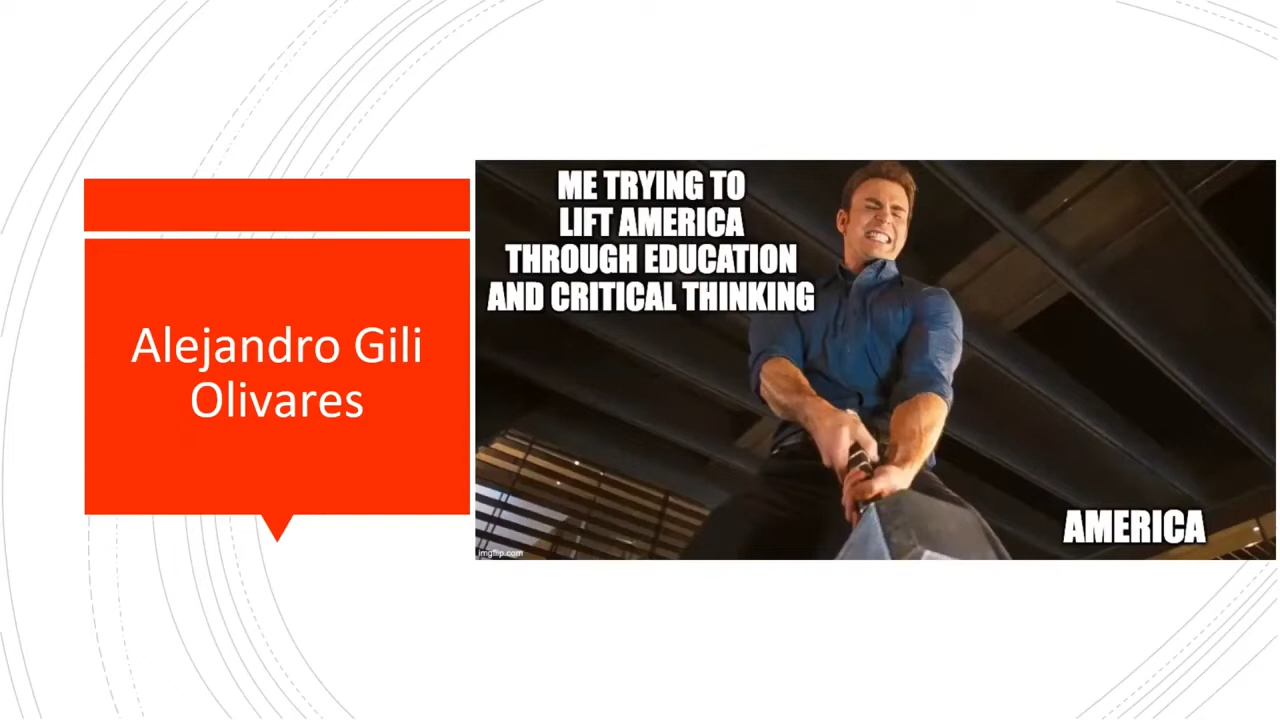 Alejandro Gili
Olivares
ME TRYING TO
LIFT AMERICA
THROUGH EDUCATION
AND CRITICAL THINKING
AMERICA
imgflip.com